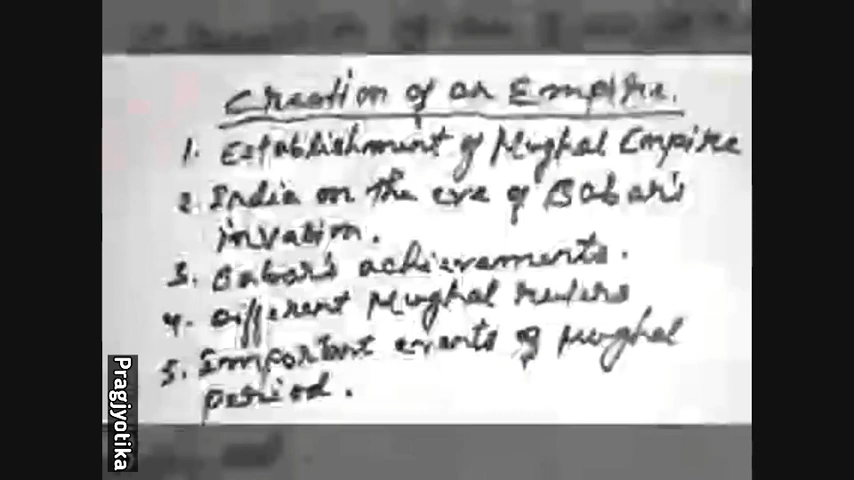 Creation of an Empire.
1. Establishment of Mughal Empire
2. India on the eve of Babar's
invation.
3. Babar's achievements.
4. Different Mughal rulers
5. Important events of Mughal
period.
Pragjyotika